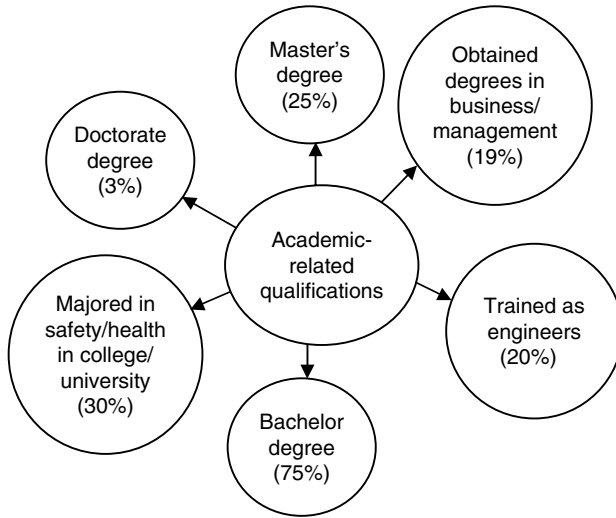 Master's
degree
(25%)
Obtained
degrees in
business/
management
(19%)
Doctorate
degree
(3%)
Academic-
related
qualifications
Majored in
safety/health
in college/
university
(30%)
Trained as
engineers
(20%)
Bachelor
degree
(75%)